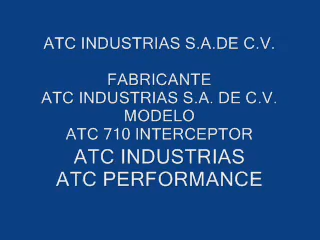 ATC INDUSTRIAS S.A.DE C.V.
FABRICANTE
ATC INDUSTRIAS S.A. DE C.V.
MODELO
ATC 710 INTERCEPTOR
ATC INDUSTRIAS
ATC PERFORMANCE